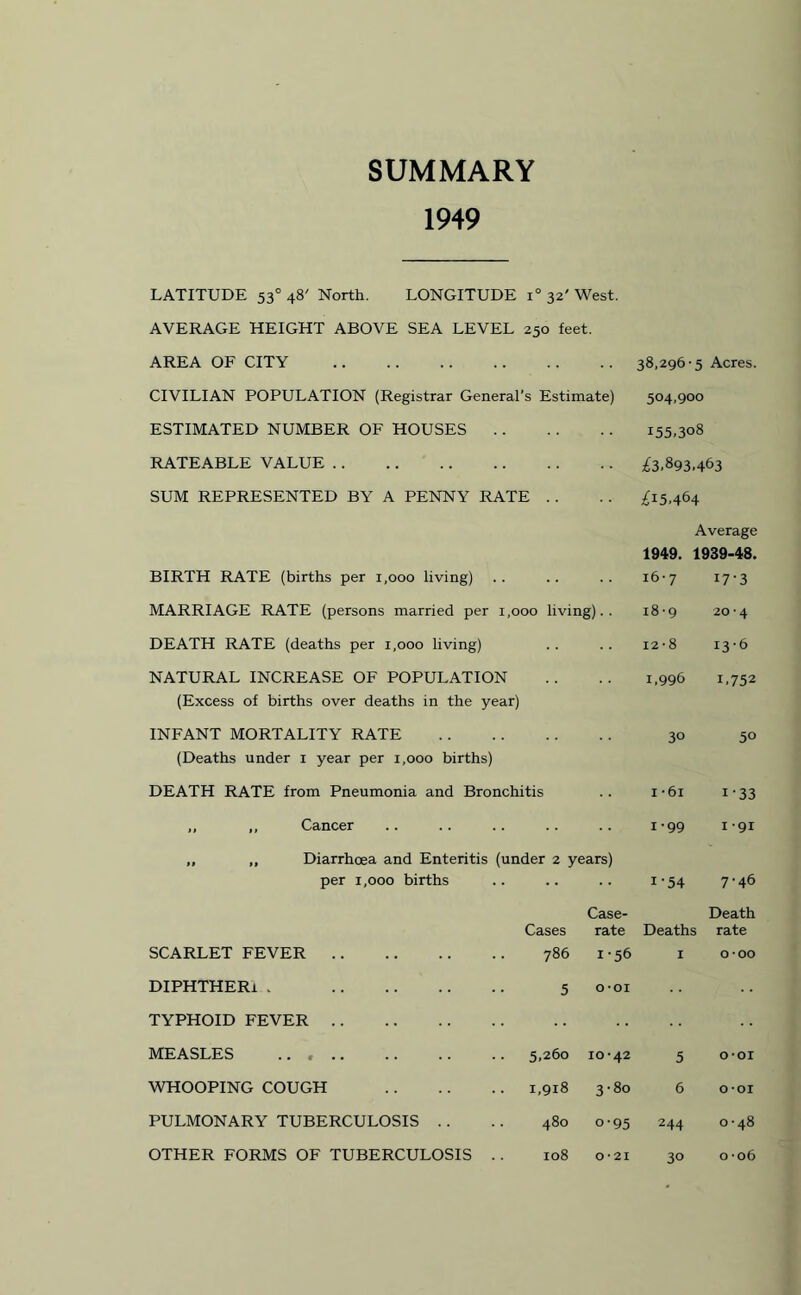 SUMMARY
1949
LATITUDE 53° 48′ North. LONGITUDE 1° 32′ West.
AVERAGE HEIGHT ABOVE SEA LEVEL 250 feet.
AREA OF CITY .. .. .. .. .. .. 38,296·5 Acres.
CIVILIAN POPULATION (Registrar General's Estimate) 504,900
ESTIMATED NUMBER OF HOUSES .. .. .. 155,308
RATEABLE VALUE .. .. .. .. .. .. £3,893,463
SUM REPRESENTED BY A PENNY RATE .. .. £15,464
Average
1949. 1939-48.
BIRTH RATE (births per 1,000 living) .. .. .. 16·7 17·3
MARRIAGE RATE (persons married per 1,000 living) .. 18·9 20·4
DEATH RATE (deaths per 1,000 living) .. .. 12·8 13·6
NATURAL INCREASE OF POPULATION .. .. 1,996 1,752
(Excess of births over deaths in the year)
INFANT MORTALITY RATE .. .. .. .. 30 50
(Deaths under 1 year per 1,000 births)
DEATH RATE from Pneumonia and Bronchitis .. 1·61 1·33
,, ,, Cancer .. .. .. .. .. 1·99 1·91
,, ,, Diarrhœa and Enteritis (under 2 years)
per 1,000 births .. .. .. 1·54 7·46
Case- Death
Cases rate Deaths rate
SCARLET FEVER .. .. .. .. 786 1·56 1 0·00
DIPHTHERI . .. .. .. .. 5 0·01 .. ..
TYPHOID FEVER .. .. .. .. .. .. .. ..
MEASLES .. .. .. .. .. 5,260 10·42 5 0·01
WHOOPING COUGH .. .. .. 1,918 3·80 6 0·01
PULMONARY TUBERCULOSIS .. .. 480 0·95 244 0·48
OTHER FORMS OF TUBERCULOSIS .. 108 0·21 30 0·06